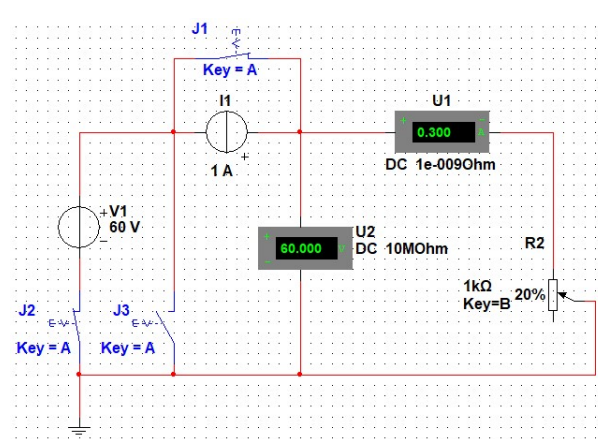 J1
Key = A
I1
1 A
U1
+ 0.300 - A
DC 1e-009Ohm
+ V1
60 V
-
U2
+ 60.000 V
-
DC 10MOhm
R2
1kΩ
20%
Key=B
J2
Key = A
J3
Key = A